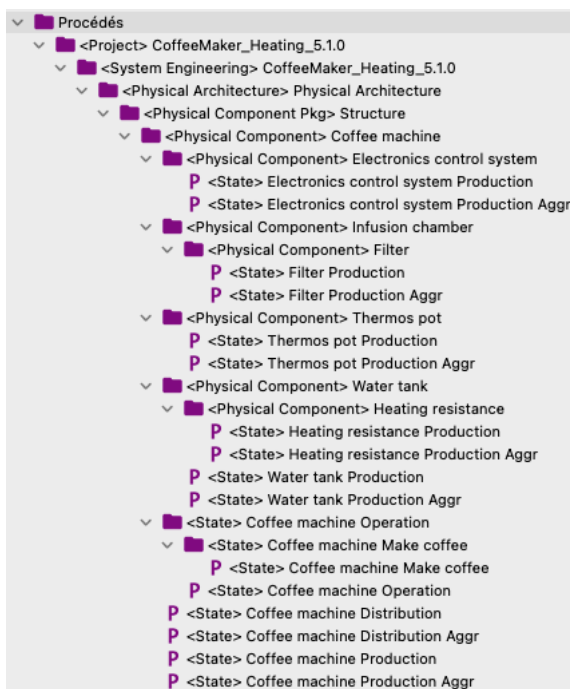 Procédés
<Project> CoffeeMaker_Heating_5.1.0
<System Engineering> CoffeeMaker_Heating_5.1.0
<Physical Architecture> Physical Architecture
<Physical Component Pkg> Structure
<Physical Component> Coffee machine
<Physical Component> Electronics control system
P <State> Electronics control system Production
P <State> Electronics control system Production Aggr
<Physical Component> Infusion chamber
<Physical Component> Filter
P <State> Filter Production
P <State> Filter Production Aggr
<Physical Component> Thermos pot
P <State> Thermos pot Production
P <State> Thermos pot Production Aggr
<Physical Component> Water tank
<Physical Component> Heating resistance
P <State> Heating resistance Production
P <State> Heating resistance Production Aggr
P <State> Water tank Production
P <State> Water tank Production Aggr
<State> Coffee machine Operation
<State> Coffee machine Make coffee
P <State> Coffee machine Make coffee
P <State> Coffee machine Operation
P <State> Coffee machine Distribution
P <State> Coffee machine Distribution Aggr
P <State> Coffee machine Production
P <State> Coffee machine Production Aggr